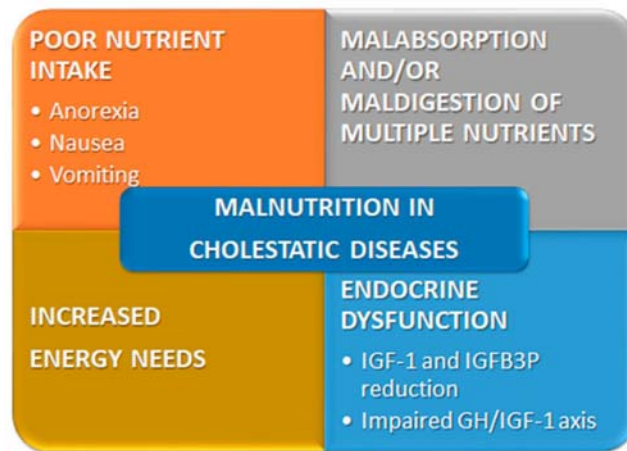 POOR NUTRIENT
INTAKE
• Anorexia
• Nausea
• Vomiting
MALABSORPTION
AND/OR
MALDIGESTION OF
MULTIPLE NUTRIENTS
MALNUTRITION IN
CHOLESTATIC DISEASES
INCREASED
ENERGY NEEDS
ENDOCRINE
DYSFUNCTION
• IGF-1 and IGFB3P
reduction
• Impaired GH/IGF-1 axis